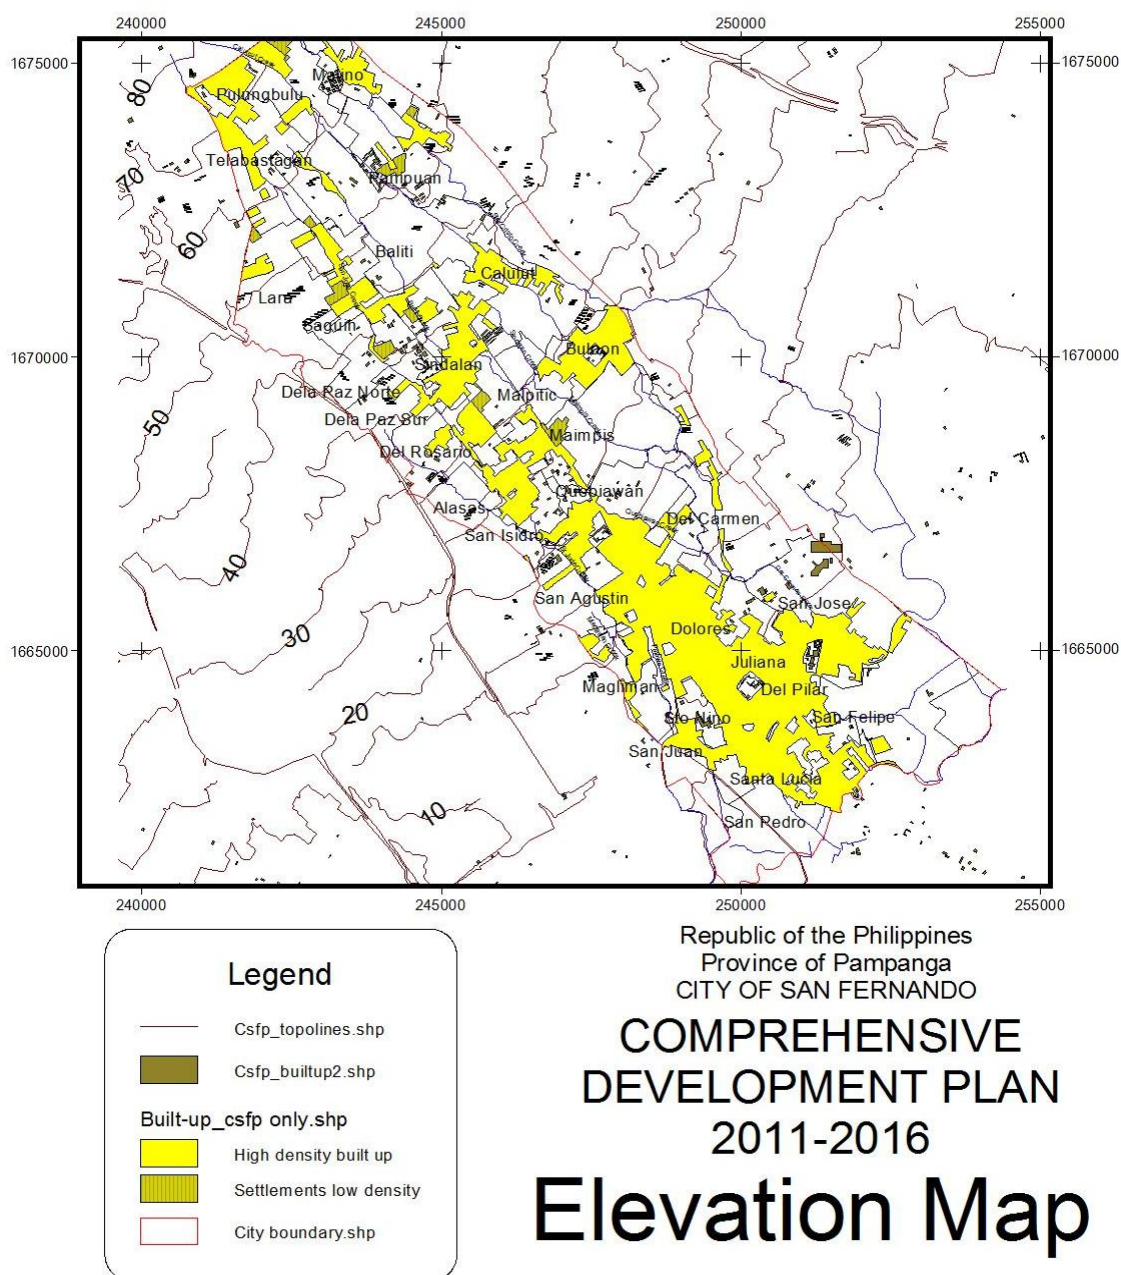 240000 245000 250000 255000
1675000 1675000
Malino
80
Pulungbulu
Telabastagan
70
Pampuan
60
Baliti
Calulut
Lara
Saguin
1670000 1670000
Bulaon
Sindalan
Dela Paz Norte
Malpitic
50
Dela Paz Sur
Maimpis
Del Rosario
Quebiawan
Alasas
Del Carmen
San Isidro
40
San Agustin
San Jose
30
Dolores
1665000 1665000
Juliana
Magliman
Del Pilar
20
Sto Nino
San Felipe
San Juan
Santa Lucia
10
San Pedro
240000 245000 250000 255000
Legend
Csfp_topolines.shp
Csfp_builtup2.shp
Built-up_csfp only.shp
High density built up
Settlements low density
City boundary.shp
Republic of the Philippines
Province of Pampanga
CITY OF SAN FERNANDO
COMPREHENSIVE
DEVELOPMENT PLAN
2011-2016
Elevation Map